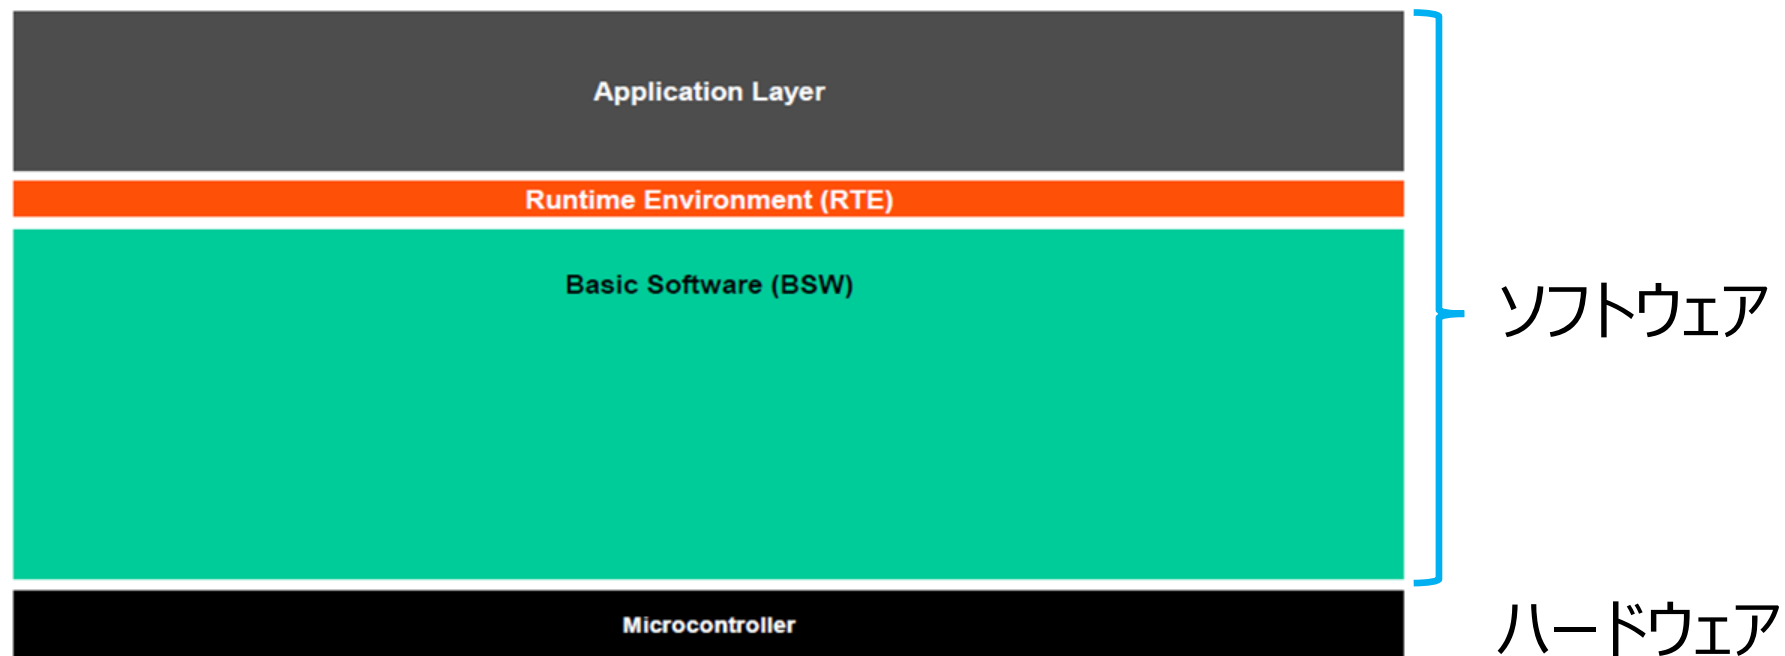 Application Layer
Runtime Environment (RTE)
Basic Software (BSW)
ソフトウェア
Microcontroller
ハードウェア